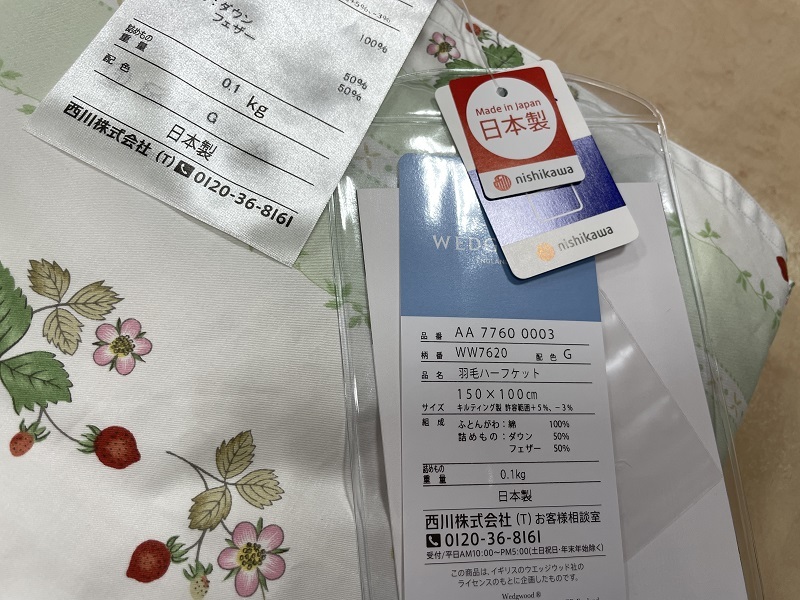 : ダウン
フェザー 100%
50%
50%
詰めもの
重量 0.1 kg
配色 G
日本製
西川株式会社 (T)
0120-36-8161
Made in Japan
日本製
nishikawa
nishikawa
WEDG
品番 AA 7760 0003
柄番 WW7620 配色 G
品名 羽毛ハーフケット
150×100cm
サイズ キルティング製 許容範囲+5%、-3%
組成 ふとんがわ:綿 100%
詰めもの:ダウン 50%
フェザー 50%
詰めもの
重量 0.1kg
日本製
西川株式会社 (T) お客様相談室
0120-36-8161
受付/平日AM10:00〜PM5:00(土日祝日・年末年始除く)
この商品は、イギリスのウエッジウッド社の
ライセンスのもとに企画したものです。
Wedgwood ®